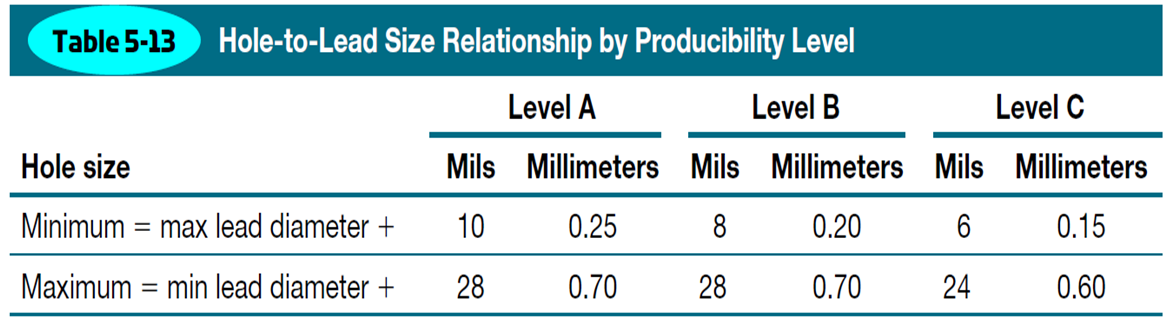 Table 5-13 Hole-to-Lead Size Relationship by Producibility Level
Level A Level B Level C
Hole size Mils Millimeters Mils Millimeters Mils Millimeters
Minimum = max lead diameter + 10 0.25 8 0.20 6 0.15
Maximum = min lead diameter + 28 0.70 28 0.70 24 0.60